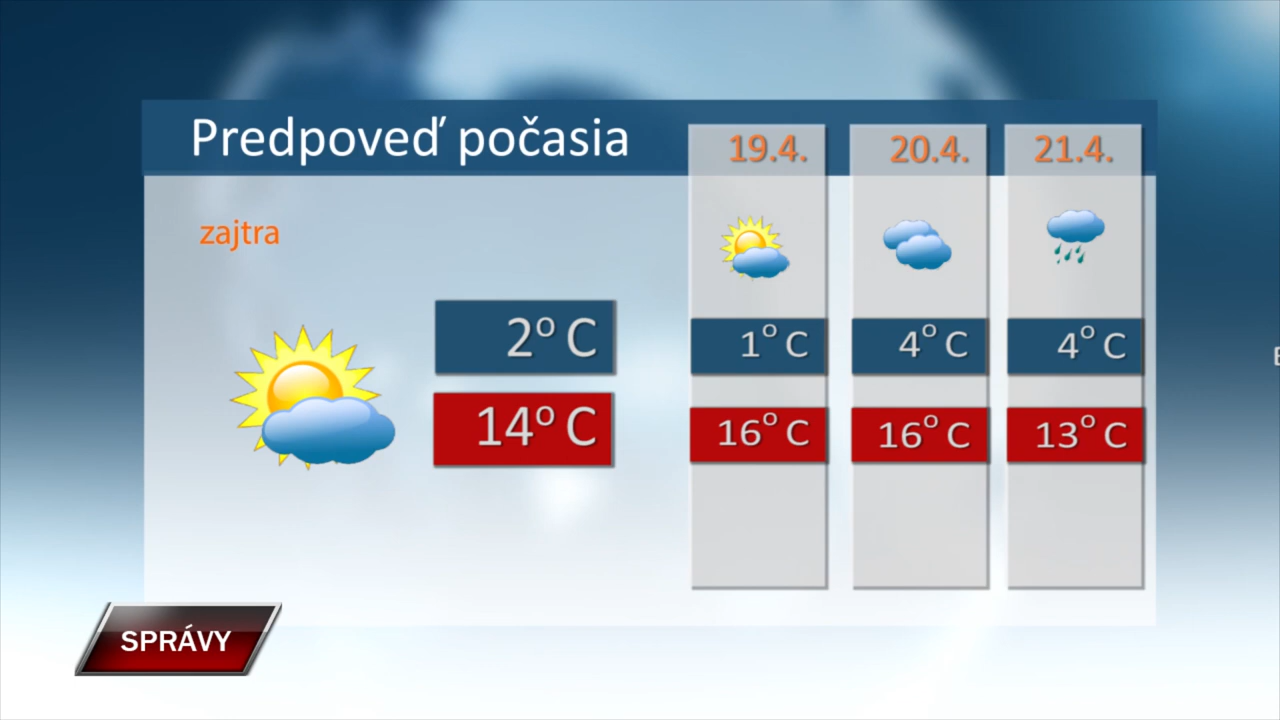 Predpoveď počasia
19.4.
20.4.
21.4.
zajtra
2° C
14° C
1° C
4° C
4° C
16° C
16° C
13° C
SPRÁVY